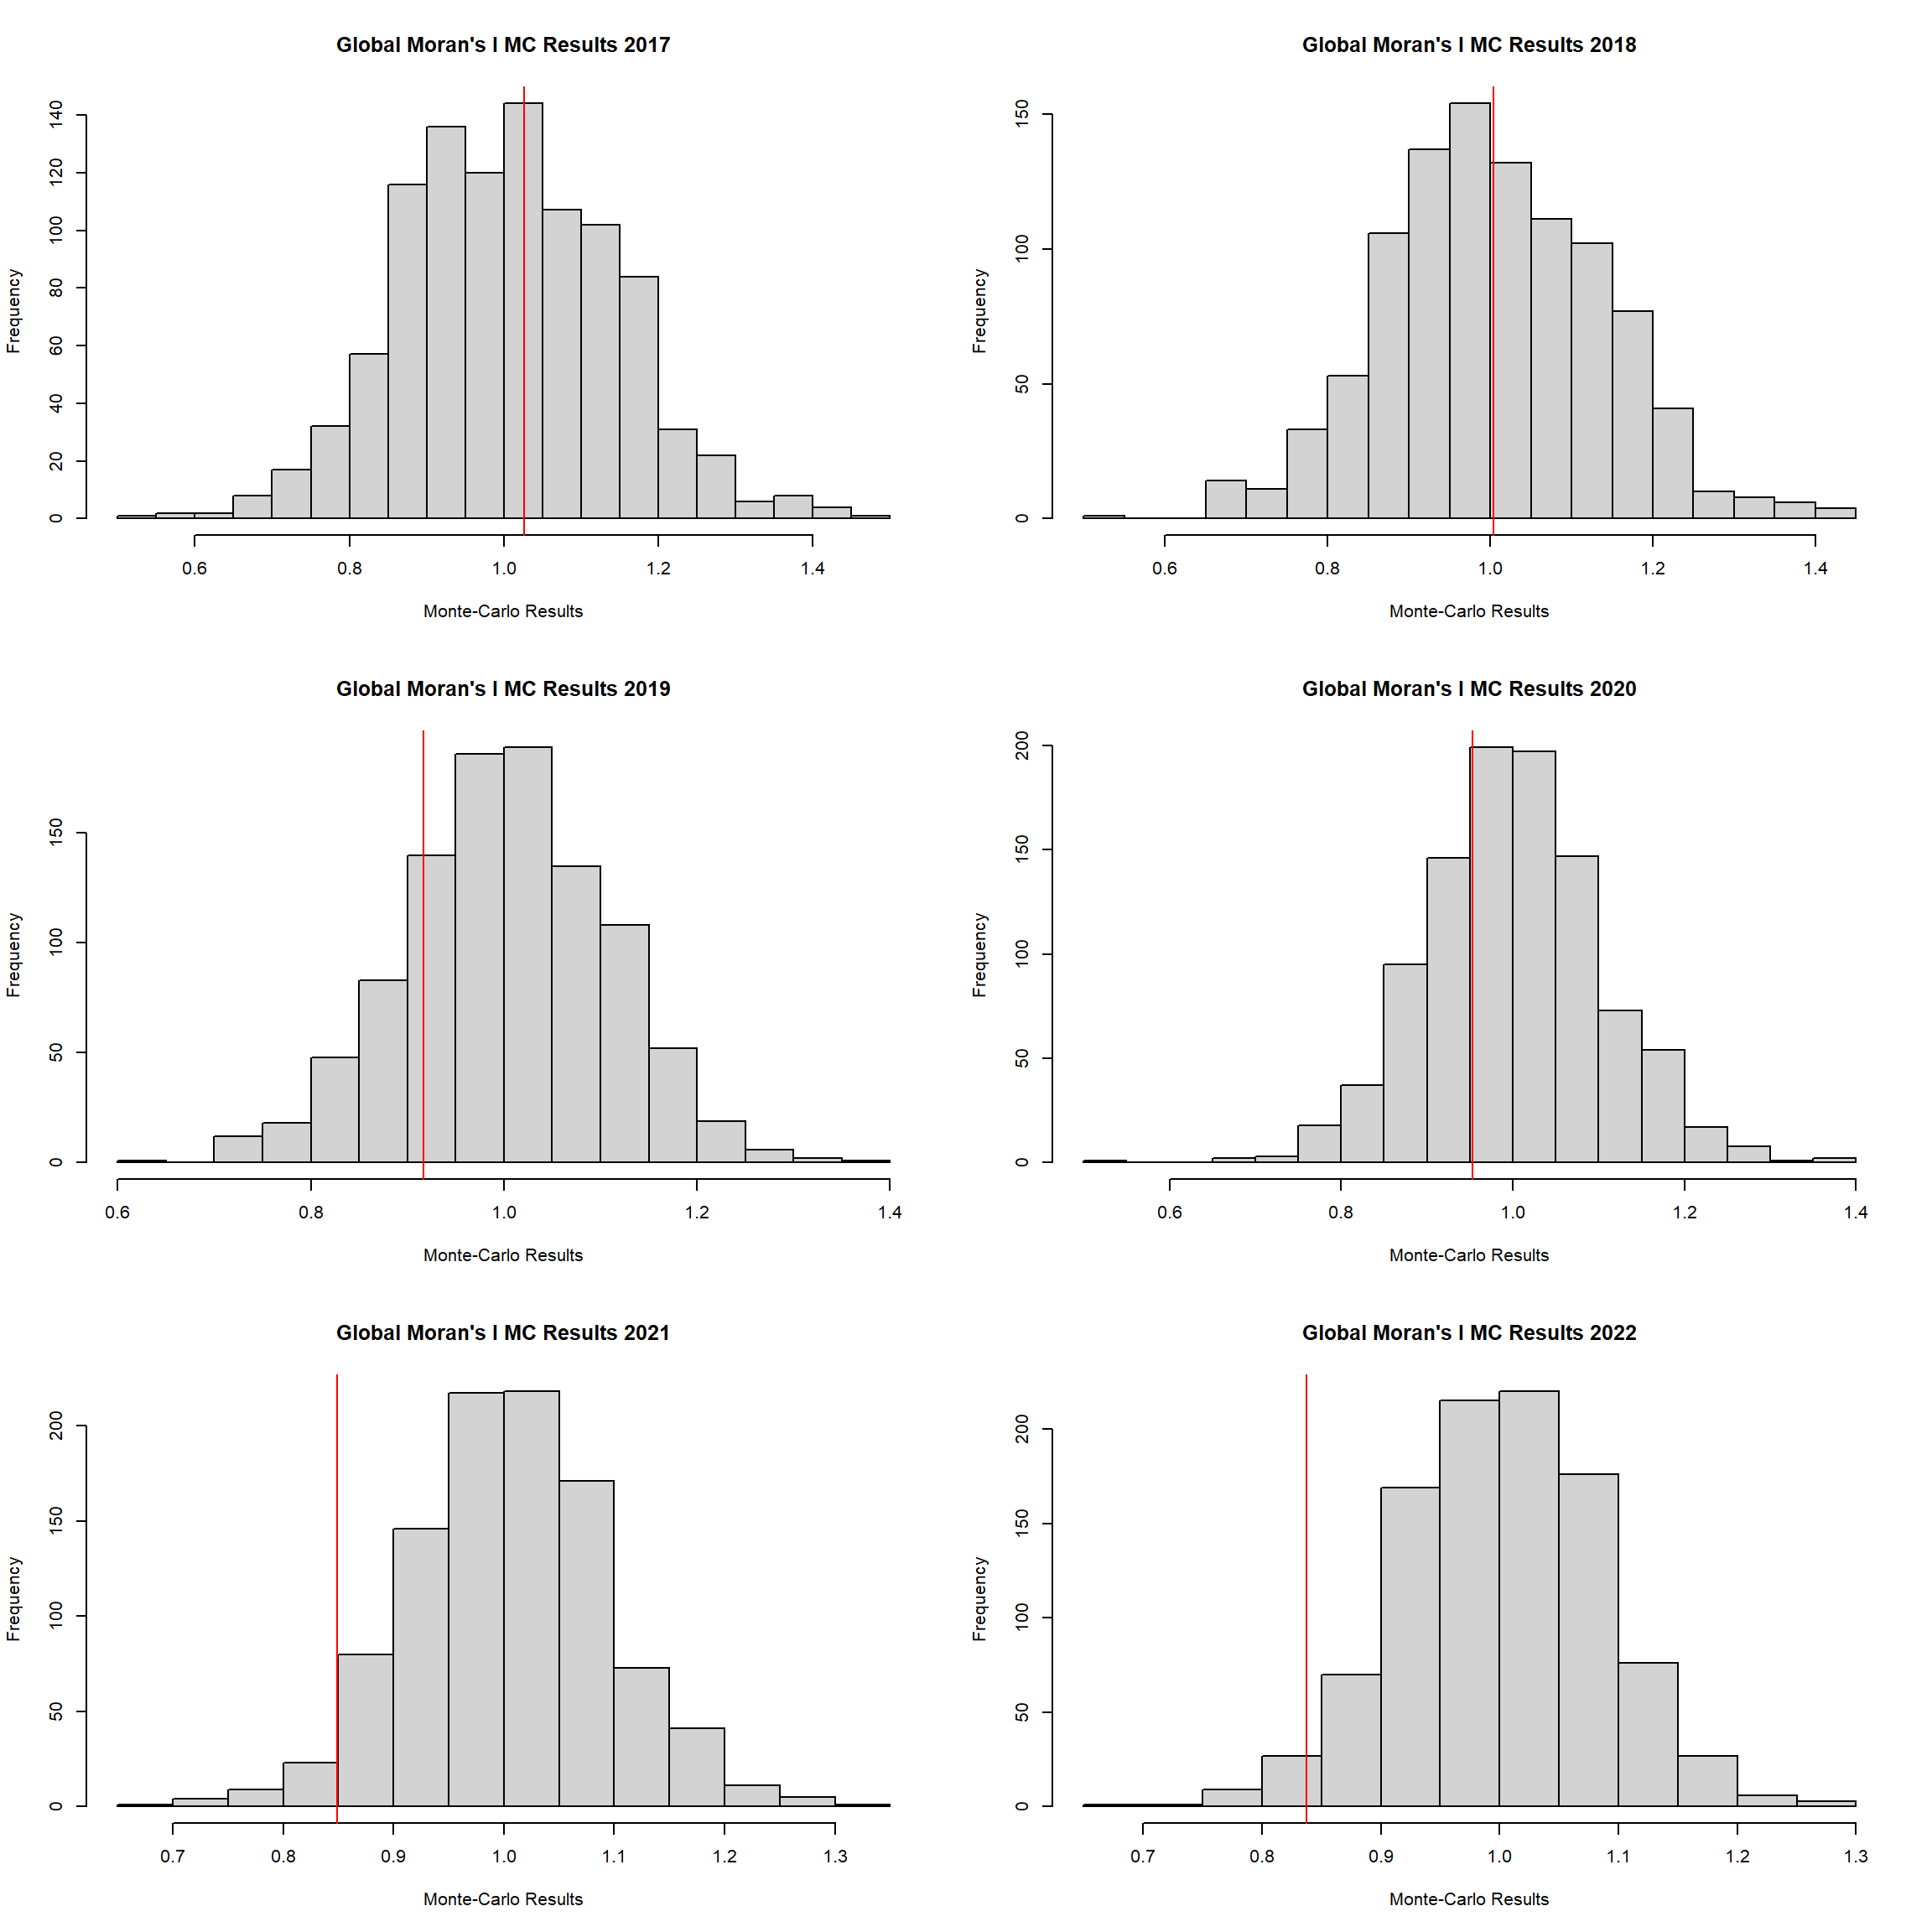 Global Moran's I MC Results 2017
Frequency
0 20 40 60 80 100 120 140
0.6 0.8 1.0 1.2 1.4
Monte-Carlo Results
Global Moran's I MC Results 2018
Frequency
0 50 100 150
0.6 0.8 1.0 1.2 1.4
Monte-Carlo Results
Global Moran's I MC Results 2019
Frequency
0 50 100 150
0.6 0.8 1.0 1.2 1.4
Monte-Carlo Results
Global Moran's I MC Results 2020
Frequency
0 50 100 150 200
0.6 0.8 1.0 1.2 1.4
Monte-Carlo Results
Global Moran's I MC Results 2021
Frequency
0 50 100 150 200
0.7 0.8 0.9 1.0 1.1 1.2 1.3
Monte-Carlo Results
Global Moran's I MC Results 2022
Frequency
0 50 100 150 200
0.7 0.8 0.9 1.0 1.1 1.2 1.3
Monte-Carlo Results